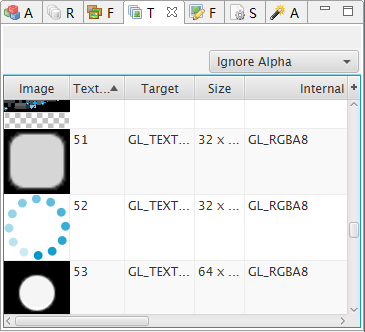 A R F T F S A
Ignore Alpha
Image Text... Target Size Internal +
51 GL_TEXT... 32 x ... GL_RGBA8
52 GL_TEXT... 32 x ... GL_RGBA8
53 GL_TEXT... 64 x ... GL_RGBA8